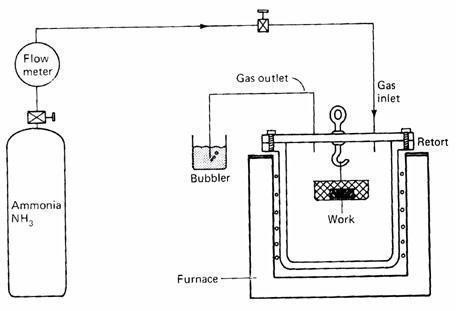 Flow
meter
Gas outlet
Gas
inlet
Retort
Bubbler
Ammonia
NH3
Work
Furnace